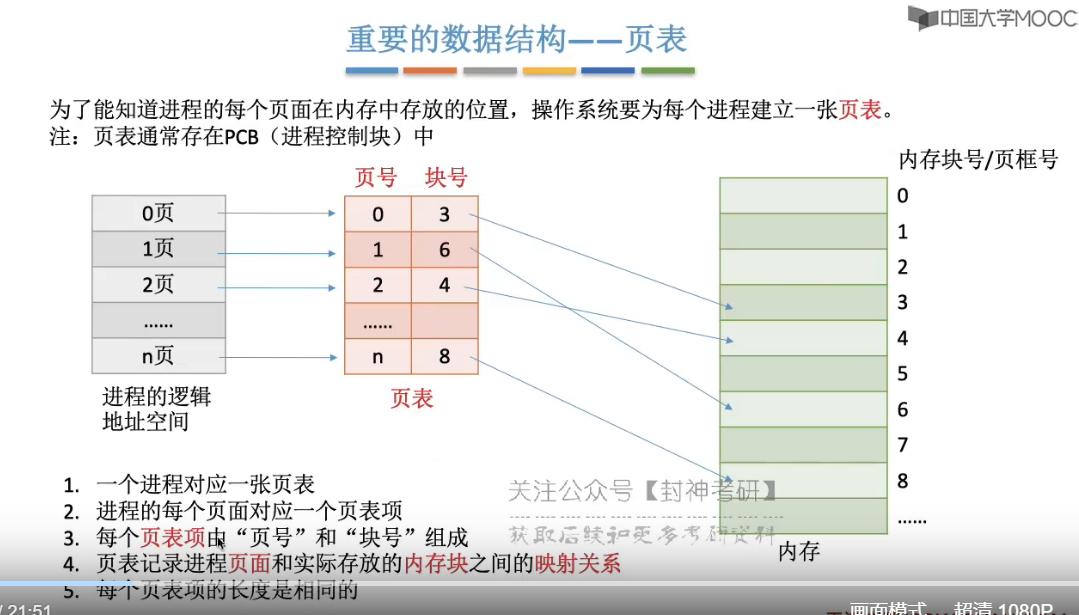 中国大学MOOC
重要的数据结构——页表
为了能知道进程的每个页面在内存中存放的位置，操作系统要为每个进程建立一张页表。
注：页表通常存在PCB（进程控制块）中
内存块号/页框号
页号 块号
0页 0 3 0
1页 1 6 1
2页 2 4 2
...... ...... 3
n页 n 8 4
进程的逻辑
地址空间
页表
5
6
7
8
......
内存
1. 一个进程对应一张页表
2. 进程的每个页面对应一个页表项
3. 每个页表项由“页号”和“块号”组成
4. 页表记录进程页面和实际存放的内存块之间的映射关系
5. 每个页表项的长度是相同的
关注公众号【封神考研】
获取后续和更多考研资料
/ 21:51
画面模式 超清 1080P